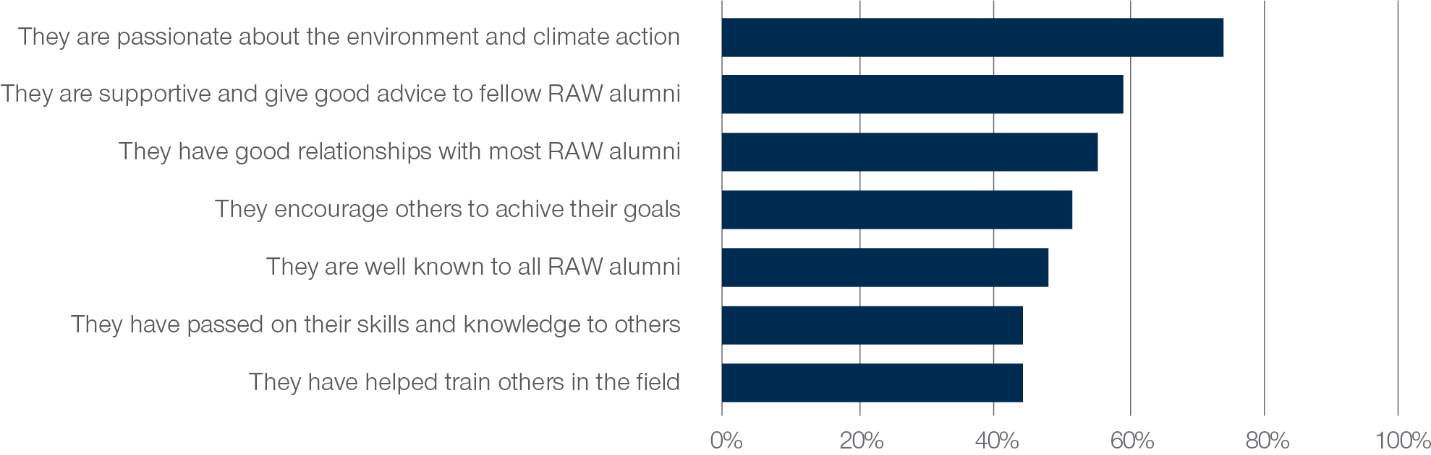 They are passionate about the environment and climate action
They are supportive and give good advice to fellow RAW alumni
They have good relationships with most RAW alumni
They encourage others to achive their goals
They are well known to all RAW alumni
They have passed on their skills and knowledge to others
They have helped train others in the field
0% 20% 40% 60% 80% 100%